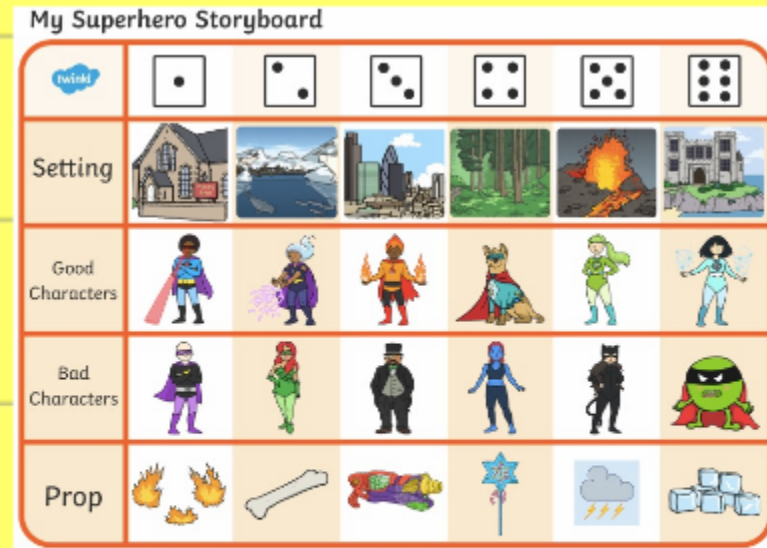 My Superhero Storyboard
twinkl
Setting
Good
Characters
Bad
Characters
Prop